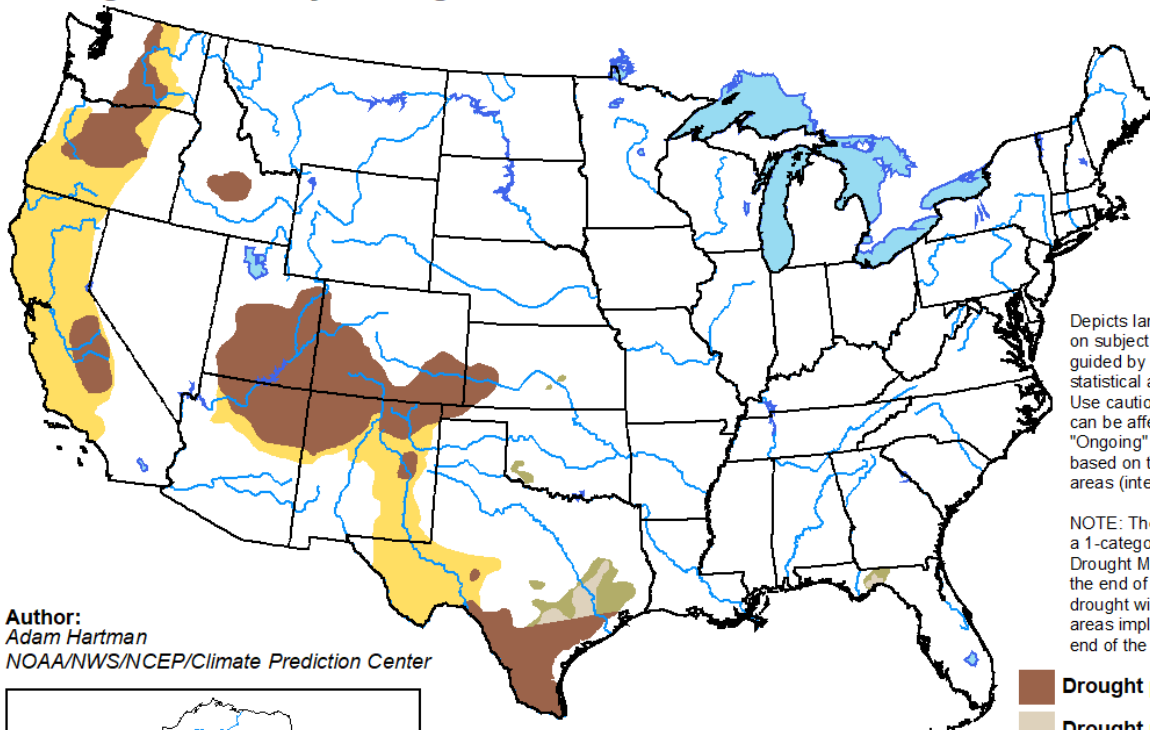 Depicts lar
on subject
guided by
statistical a
Use cautio
can be affe
"Ongoing"
based on t
areas (inte
NOTE: The
a 1-catego
Drought M
the end of
drought wi
areas impl
end of the
Author:
Adam Hartman
NOAA/NWS/NCEP/Climate Prediction Center
Drought
Drought